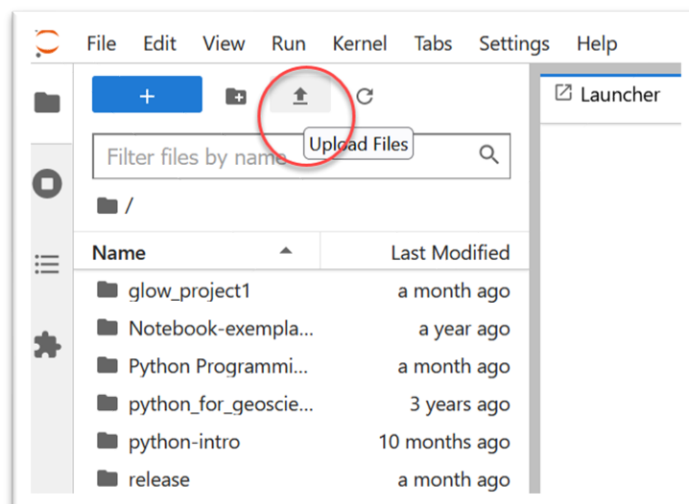 File Edit View Run Kernel Tabs Settings Help
+
Launcher
Upload Files
Filter files by name
/
Name Last Modified
glow_project1 a month ago
Notebook-exempla... a year ago
Python Programmi... a month ago
python_for_geoscie... 3 years ago
python-intro 10 months ago
release a month ago